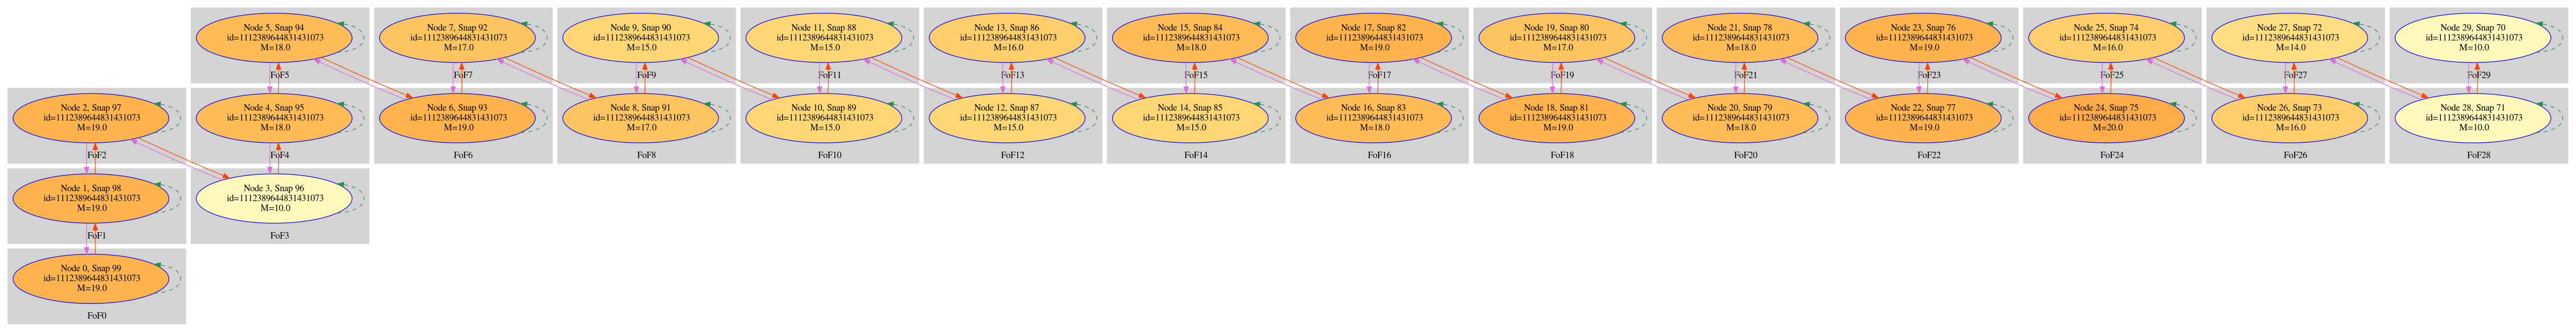 Node 5, Snap 94
id=1112389644831431073
M=18.0
FoF5
Node 7, Snap 92
id=1112389644831431073
M=17.0
FoF7
Node 9, Snap 90
id=1112389644831431073
M=15.0
FoF9
Node 11, Snap 88
id=1112389644831431073
M=15.0
FoF11
Node 13, Snap 86
id=1112389644831431073
M=16.0
FoF13
Node 15, Snap 84
id=1112389644831431073
M=18.0
FoF15
Node 17, Snap 82
id=1112389644831431073
M=19.0
FoF17
Node 19, Snap 80
id=1112389644831431073
M=17.0
FoF19
Node 21, Snap 78
id=1112389644831431073
M=18.0
FoF21
Node 23, Snap 76
id=1112389644831431073
M=19.0
FoF23
Node 25, Snap 74
id=1112389644831431073
M=16.0
FoF25
Node 27, Snap 72
id=1112389644831431073
M=14.0
FoF27
Node 29, Snap 70
id=1112389644831431073
M=10.0
FoF29
Node 2, Snap 97
id=1112389644831431073
M=19.0
FoF2
Node 4, Snap 95
id=1112389644831431073
M=18.0
FoF4
Node 6, Snap 93
id=1112389644831431073
M=19.0
FoF6
Node 8, Snap 91
id=1112389644831431073
M=17.0
FoF8
Node 10, Snap 89
id=1112389644831431073
M=15.0
FoF10
Node 12, Snap 87
id=1112389644831431073
M=15.0
FoF12
Node 14, Snap 85
id=1112389644831431073
M=15.0
FoF14
Node 16, Snap 83
id=1112389644831431073
M=18.0
FoF16
Node 18, Snap 81
id=1112389644831431073
M=19.0
FoF18
Node 20, Snap 79
id=1112389644831431073
M=18.0
FoF20
Node 22, Snap 77
id=1112389644831431073
M=19.0
FoF22
Node 24, Snap 75
id=1112389644831431073
M=20.0
FoF24
Node 26, Snap 73
id=1112389644831431073
M=16.0
FoF26
Node 28, Snap 71
id=1112389644831431073
M=10.0
FoF28
Node 1, Snap 98
id=1112389644831431073
M=19.0
FoF1
Node 3, Snap 96
id=1112389644831431073
M=10.0
FoF3
Node 0, Snap 99
id=1112389644831431073
M=19.0
FoF0